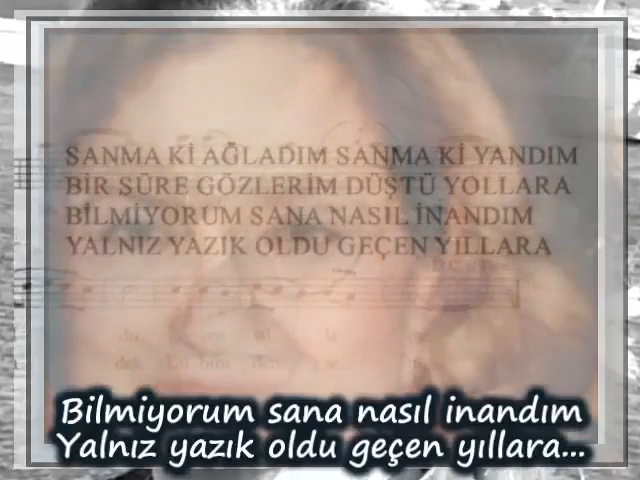 SANMA Kİ AĞLADIM SANMA Kİ YANDIM
BİR SÜRE GÖZLERİM DÜŞTÜ YOLLARA
BİLMİYORUM SANA NASIL İNANDIM
YALNIZ YAZIK OLDU GEÇEN YILLARA
Bilmiyorum sana nasıl inandım
Yalnız yazık oldu geçen yıllara...